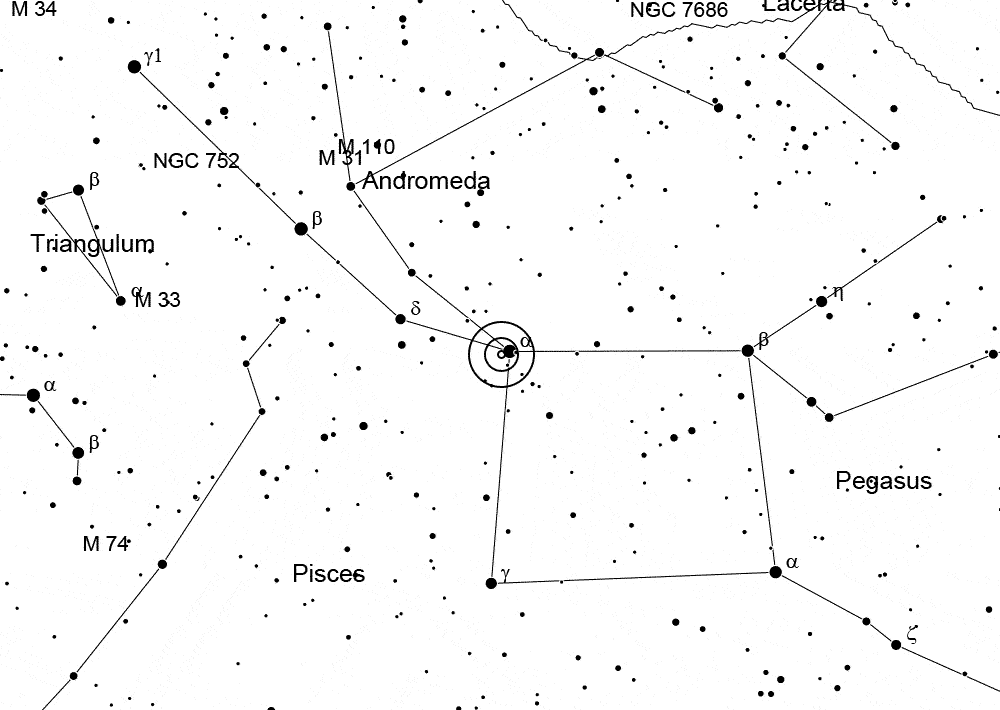 M 34
NGC 7686
Lacerta
γ1
M 110
M 31
NGC 752
Andromeda
β
β
Triangulum
α
M 33
η
δ
α
β
α
β
Pegasus
M 74
Pisces
γ
α
ζ